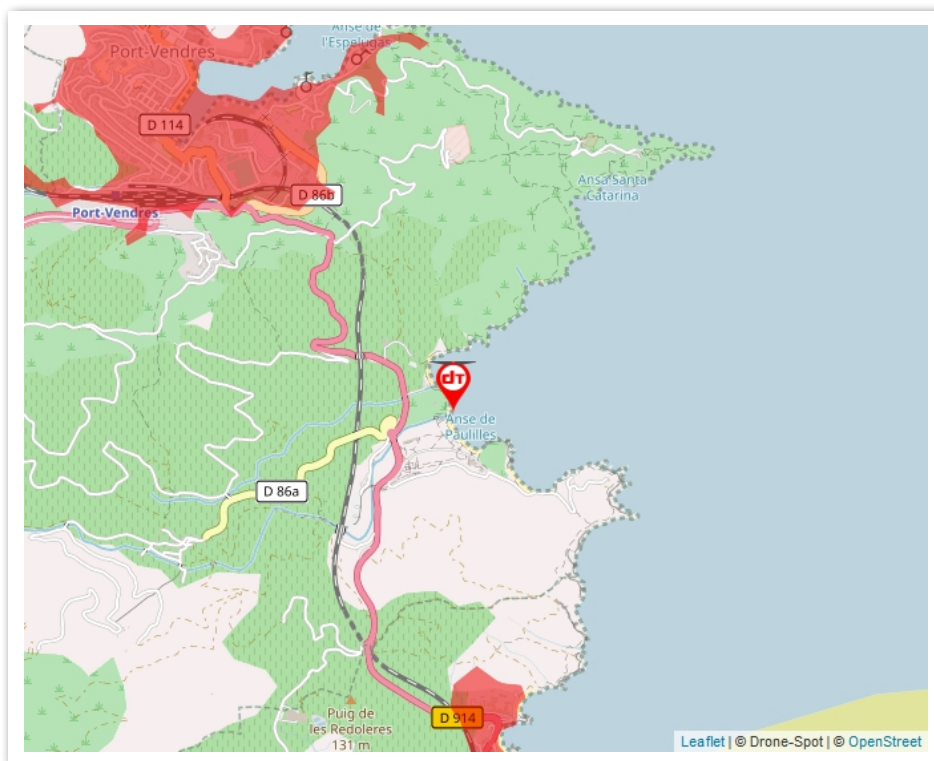 Anse de
l'Espelugas
Port-Vendres
D 114
Ansa Santa
Catarina
D 86b
Port-Vendres
dT
Anse de
Paulilles
D 86a
Puig de
les Redoleres
131 m
D 914
Leaflet | © Drone-Spot | © OpenStreet